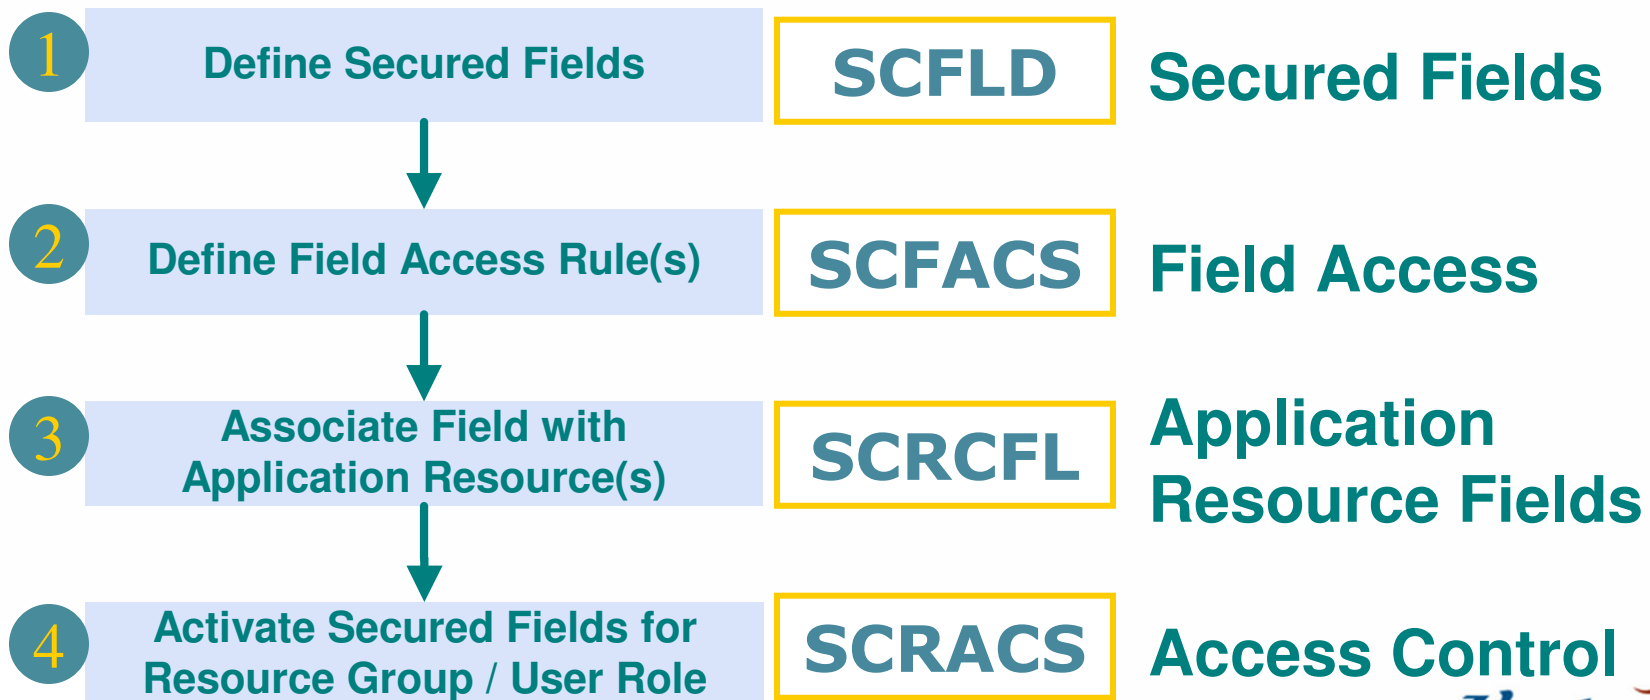 1
Define Secured Fields
SCFLD
Secured Fields
2
Define Field Access Rule(s)
SCFACS
Field Access
3
Associate Field with
Application Resource(s)
SCRCFL
Application
Resource Fields
4
Activate Secured Fields for
Resource Group / User Role
SCRACS
Access Control